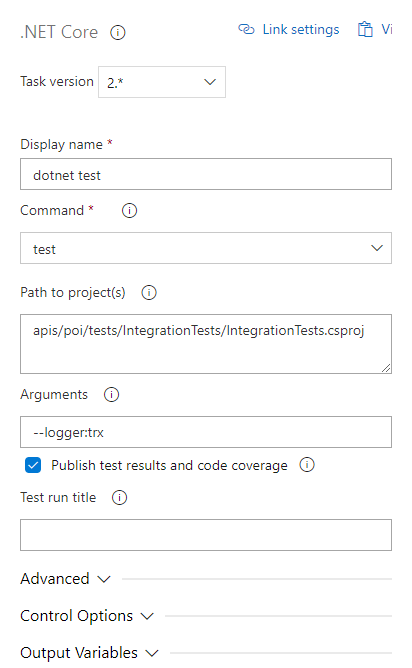 .NET Core
Link settings
Task version 2.*
Display name *
dotnet test
Command *
test
Path to project(s)
apis/poi/tests/IntegrationTests/IntegrationTests.csproj
Arguments
--logger:trx
Publish test results and code coverage
Test run title
Advanced
Control Options
Output Variables